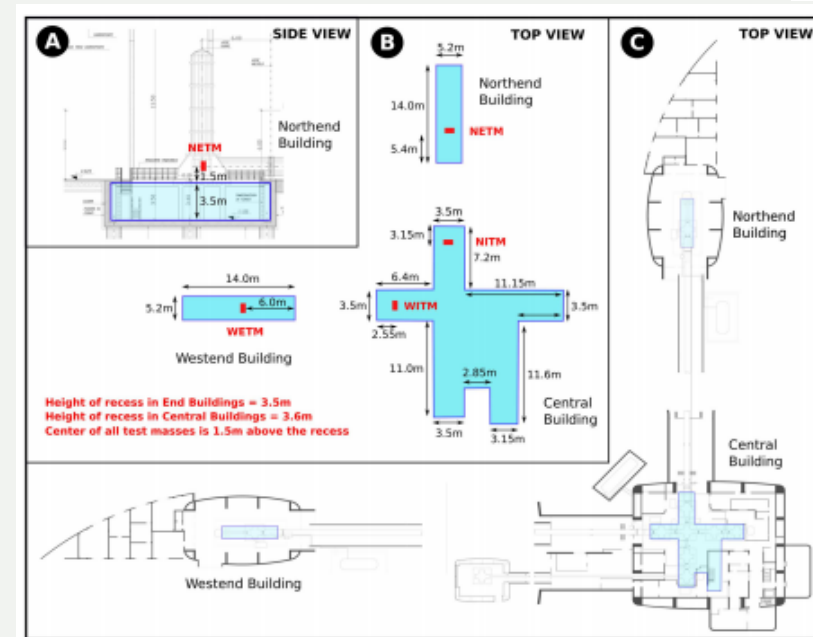 A
SIDE VIEW
Northend
Building
NETM
1.5m
3.5m
B
TOP VIEW
5.2m
14.0m
5.4m
Northend
Building
NETM
3.5m
3.15m
NITM
7.2m
6.4m
11.15m
3.5m
WITM
3.5m
2.55m
11.0m
2.85m
11.6m
Central
Building
3.5m
3.15m
14.0m
5.2m
6.0m
WETM
Westend Building
Height of recess in End Buildings = 3.5m
Height of recess in Central Buildings = 3.6m
Center of all test masses is 1.5m above the recess
C
TOP VIEW
Northend
Building
Central
Building
Westend Building